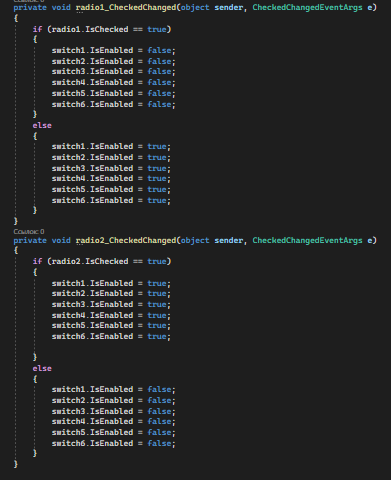 private void radio1_CheckedChanged(object sender, CheckedChangedEventArgs e)
{
if (radio1.IsChecked == true)
{
switch1.IsEnabled = false;
switch2.IsEnabled = false;
switch3.IsEnabled = false;
switch4.IsEnabled = false;
switch5.IsEnabled = false;
switch6.IsEnabled = false;
}
else
{
switch1.IsEnabled = true;
switch2.IsEnabled = true;
switch3.IsEnabled = true;
switch4.IsEnabled = true;
switch5.IsEnabled = true;
switch6.IsEnabled = true;
}
}
Ссылок: 0
private void radio2_CheckedChanged(object sender, CheckedChangedEventArgs e)
{
if (radio2.IsChecked == true)
{
switch1.IsEnabled = true;
switch2.IsEnabled = true;
switch3.IsEnabled = true;
switch4.IsEnabled = true;
switch5.IsEnabled = true;
switch6.IsEnabled = true;
}
else
{
switch1.IsEnabled = false;
switch2.IsEnabled = false;
switch3.IsEnabled = false;
switch4.IsEnabled = false;
switch5.IsEnabled = false;
switch6.IsEnabled = false;
}
}